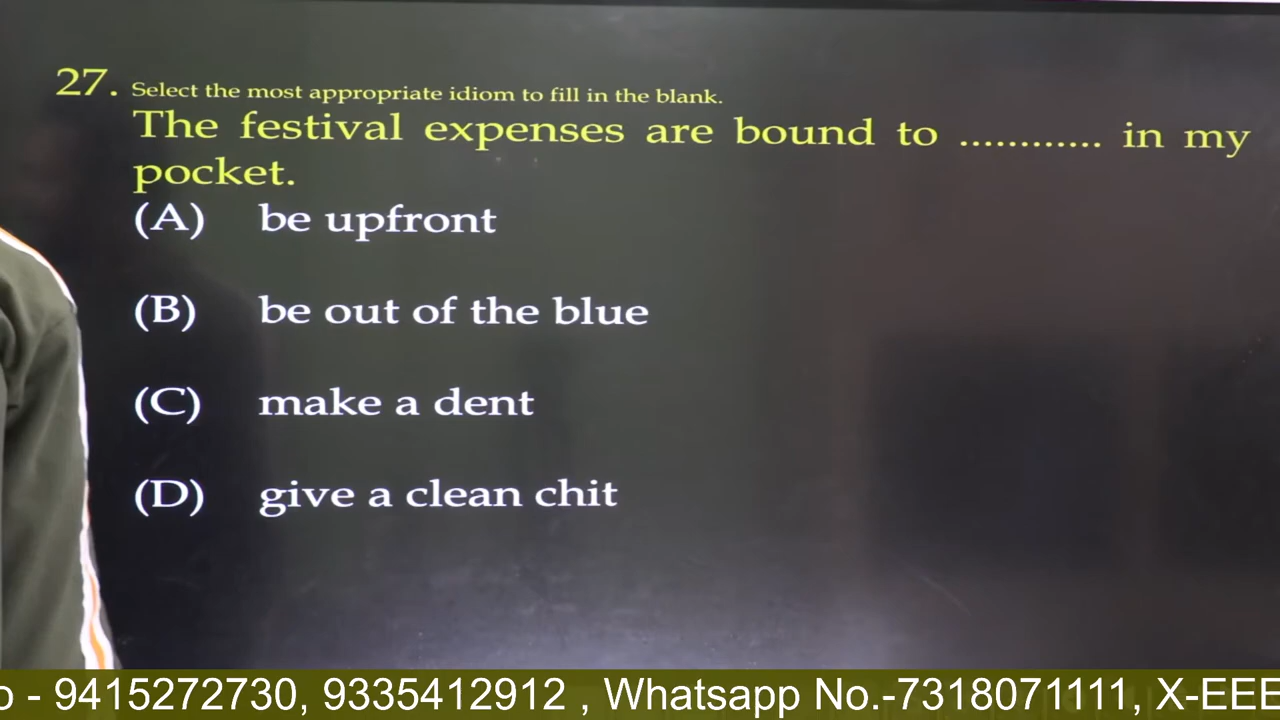 27. Select the most appropriate idiom to fill in the blank.
The festival expenses are bound to ............ in my
pocket.
(A) be upfront
(B) be out of the blue
(C) make a dent
(D) give a clean chit
o - 9415272730, 9335412912 , Whatsapp No.-7318071111, X-EEE